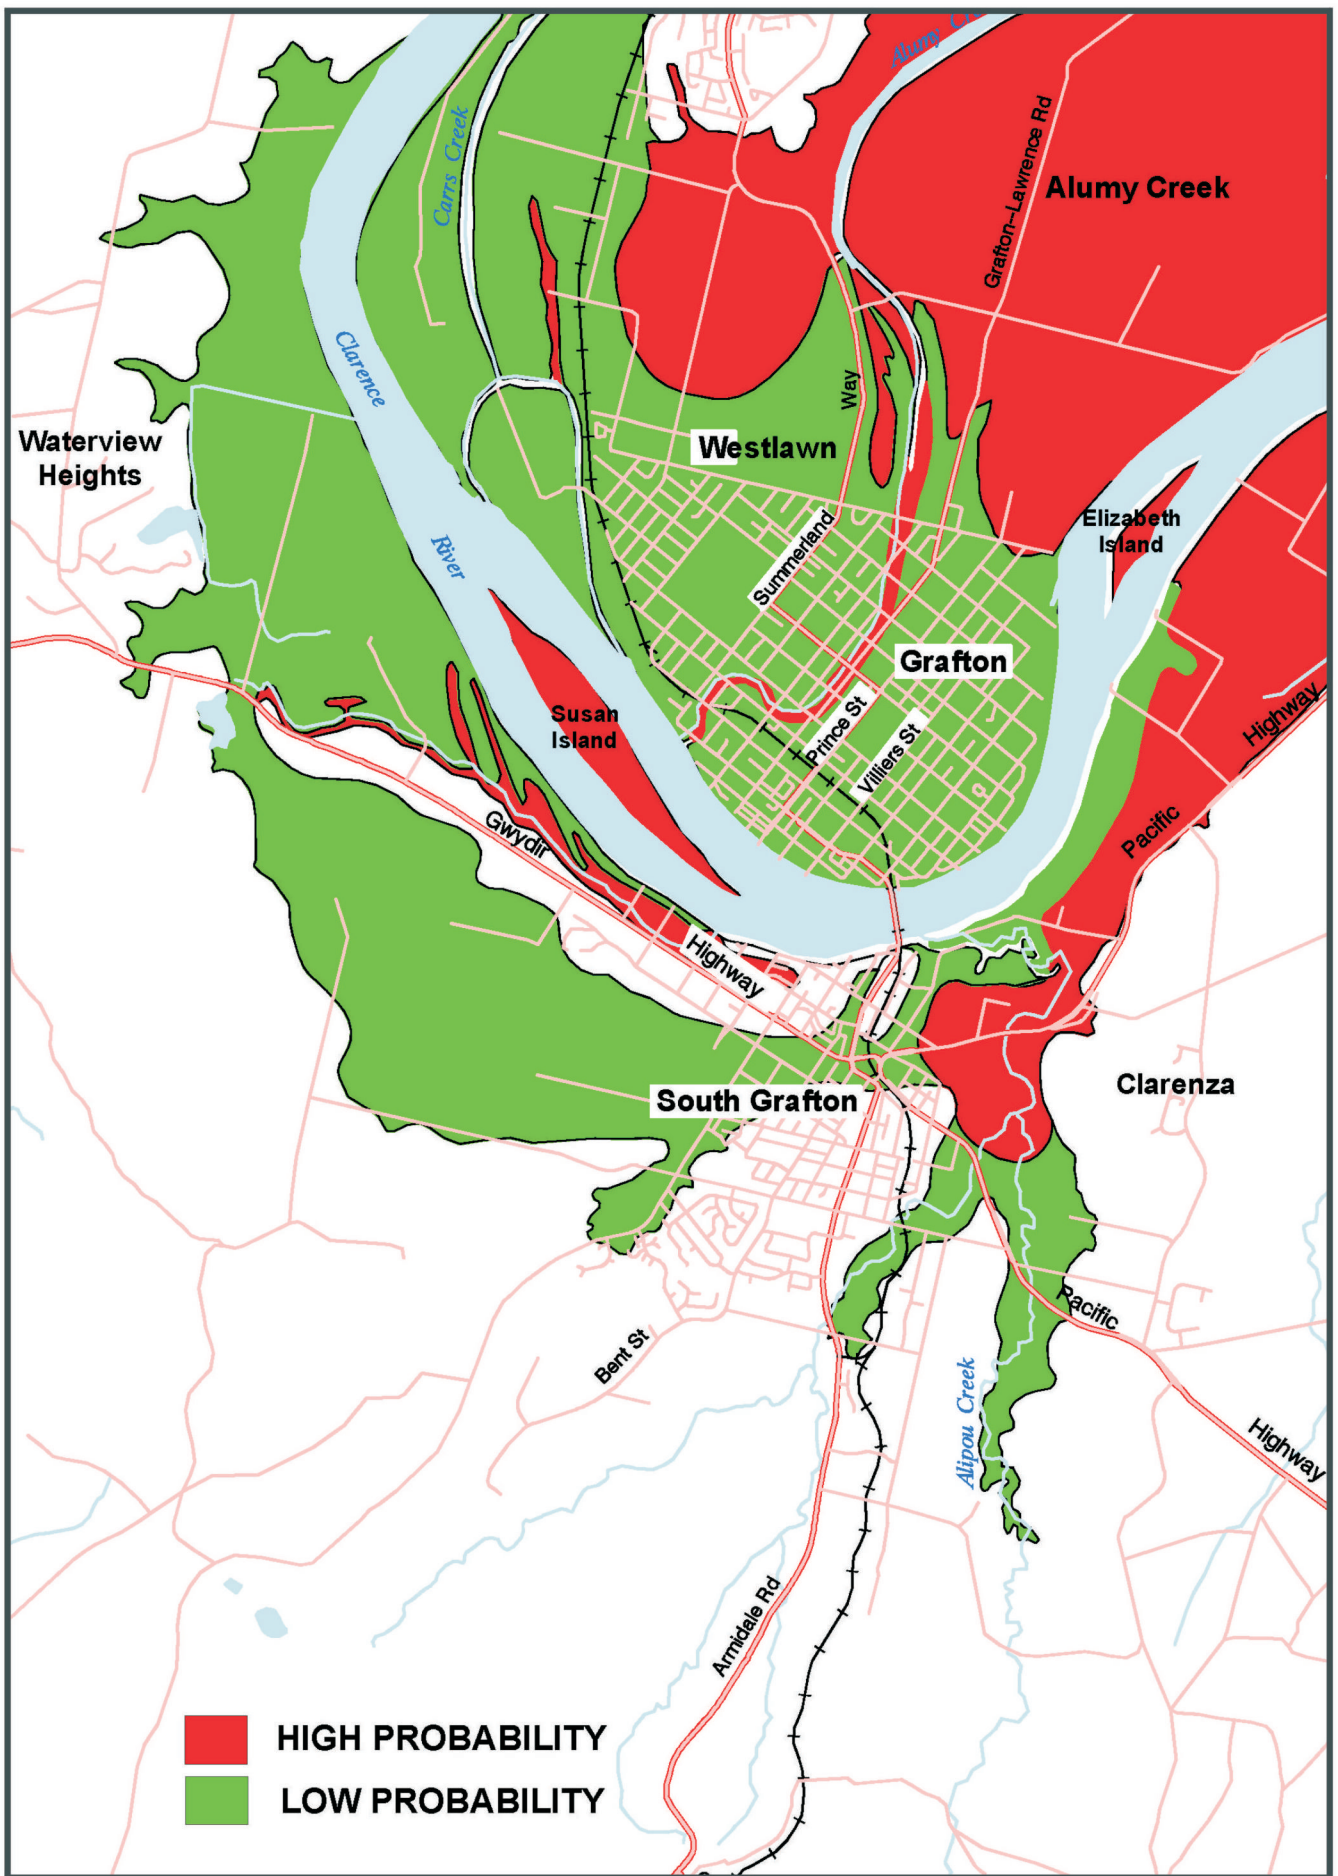 Alumy Cr
Carrs Creek
Grafton--Lawrence Rd
Alumy Creek
Clarence
River
Way
Waterview
Heights
Westlawn
Elizabeth
Island
Summerland
Grafton
Susan
Island
Prince St
Villiers St
Highway
Pacific
Gwydir
Highway
Clarenza
South Grafton
Pacific
Bent St
Alipou Creek
Highway
Armidale Rd
HIGH PROBABILITY
LOW PROBABILITY